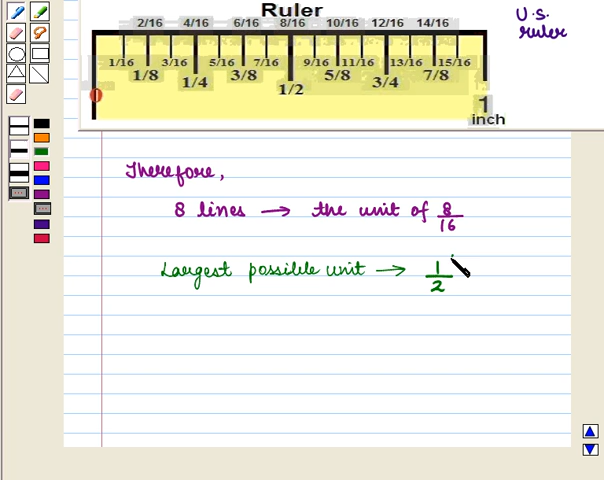 Ruler
U.S.
ruler
2/16 4/16 6/16 8/16 10/16 12/16 14/16
1/16 3/16 5/16 7/16 9/16 11/16 13/16 15/16
1/8 1/4 3/8 1/2 5/8 3/4 7/8
0 1
inch
Therefore,
8 lines → the unit of 8/16
Largest possible unit → 1/2